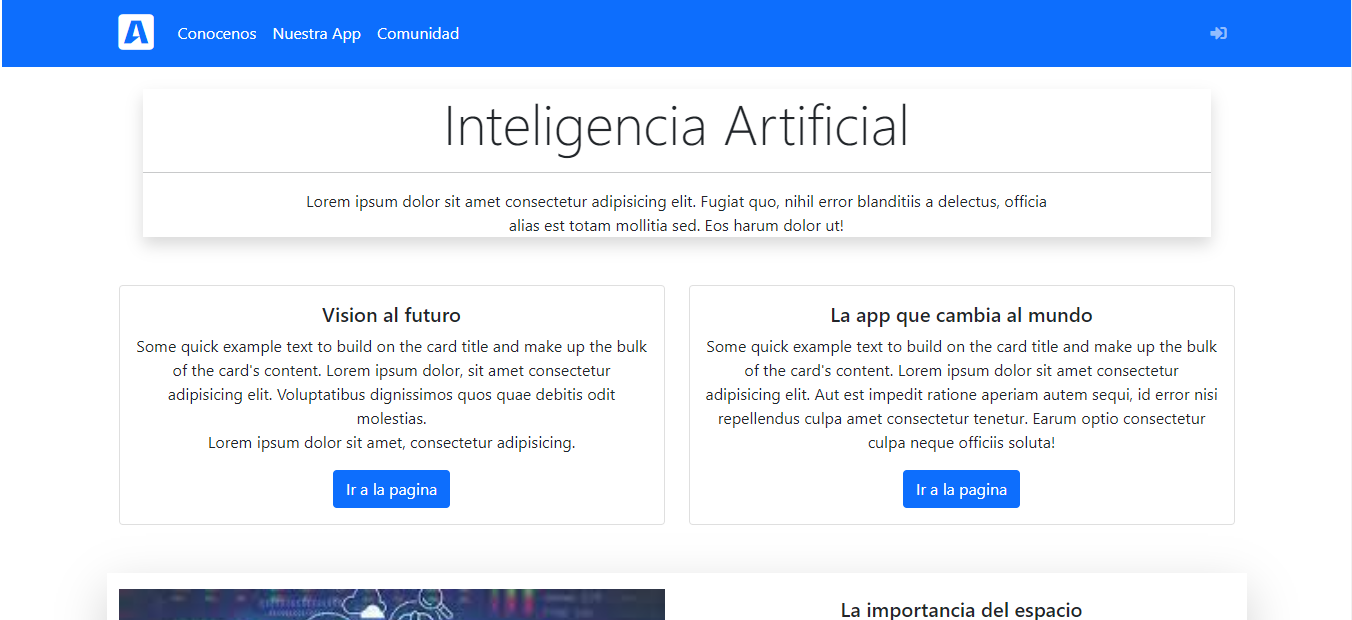 A
Conocenos Nuestra App Comunidad
Inteligencia Artificial
Lorem ipsum dolor sit amet consectetur adipisicing elit. Fugiat quo, nihil error blanditiis a delectus, officia
alias est totam mollitia sed. Eos harum dolor ut!
Vision al futuro
Some quick example text to build on the card title and make up the bulk
of the card's content. Lorem ipsum dolor, sit amet consectetur
adipisicing elit. Voluptatibus dignissimos quos quae debitis odit
molestias.
Lorem ipsum dolor sit amet, consectetur adipisicing.
Ir a la pagina
La app que cambia al mundo
Some quick example text to build on the card title and make up the bulk
of the card's content. Lorem ipsum dolor sit amet consectetur
adipisicing elit. Aut est impedit ratione aperiam autem sequi, id error nisi
repellendus culpa amet consectetur tenetur. Earum optio consectetur
culpa neque officiis soluta!
Ir a la pagina
La importancia del espacio